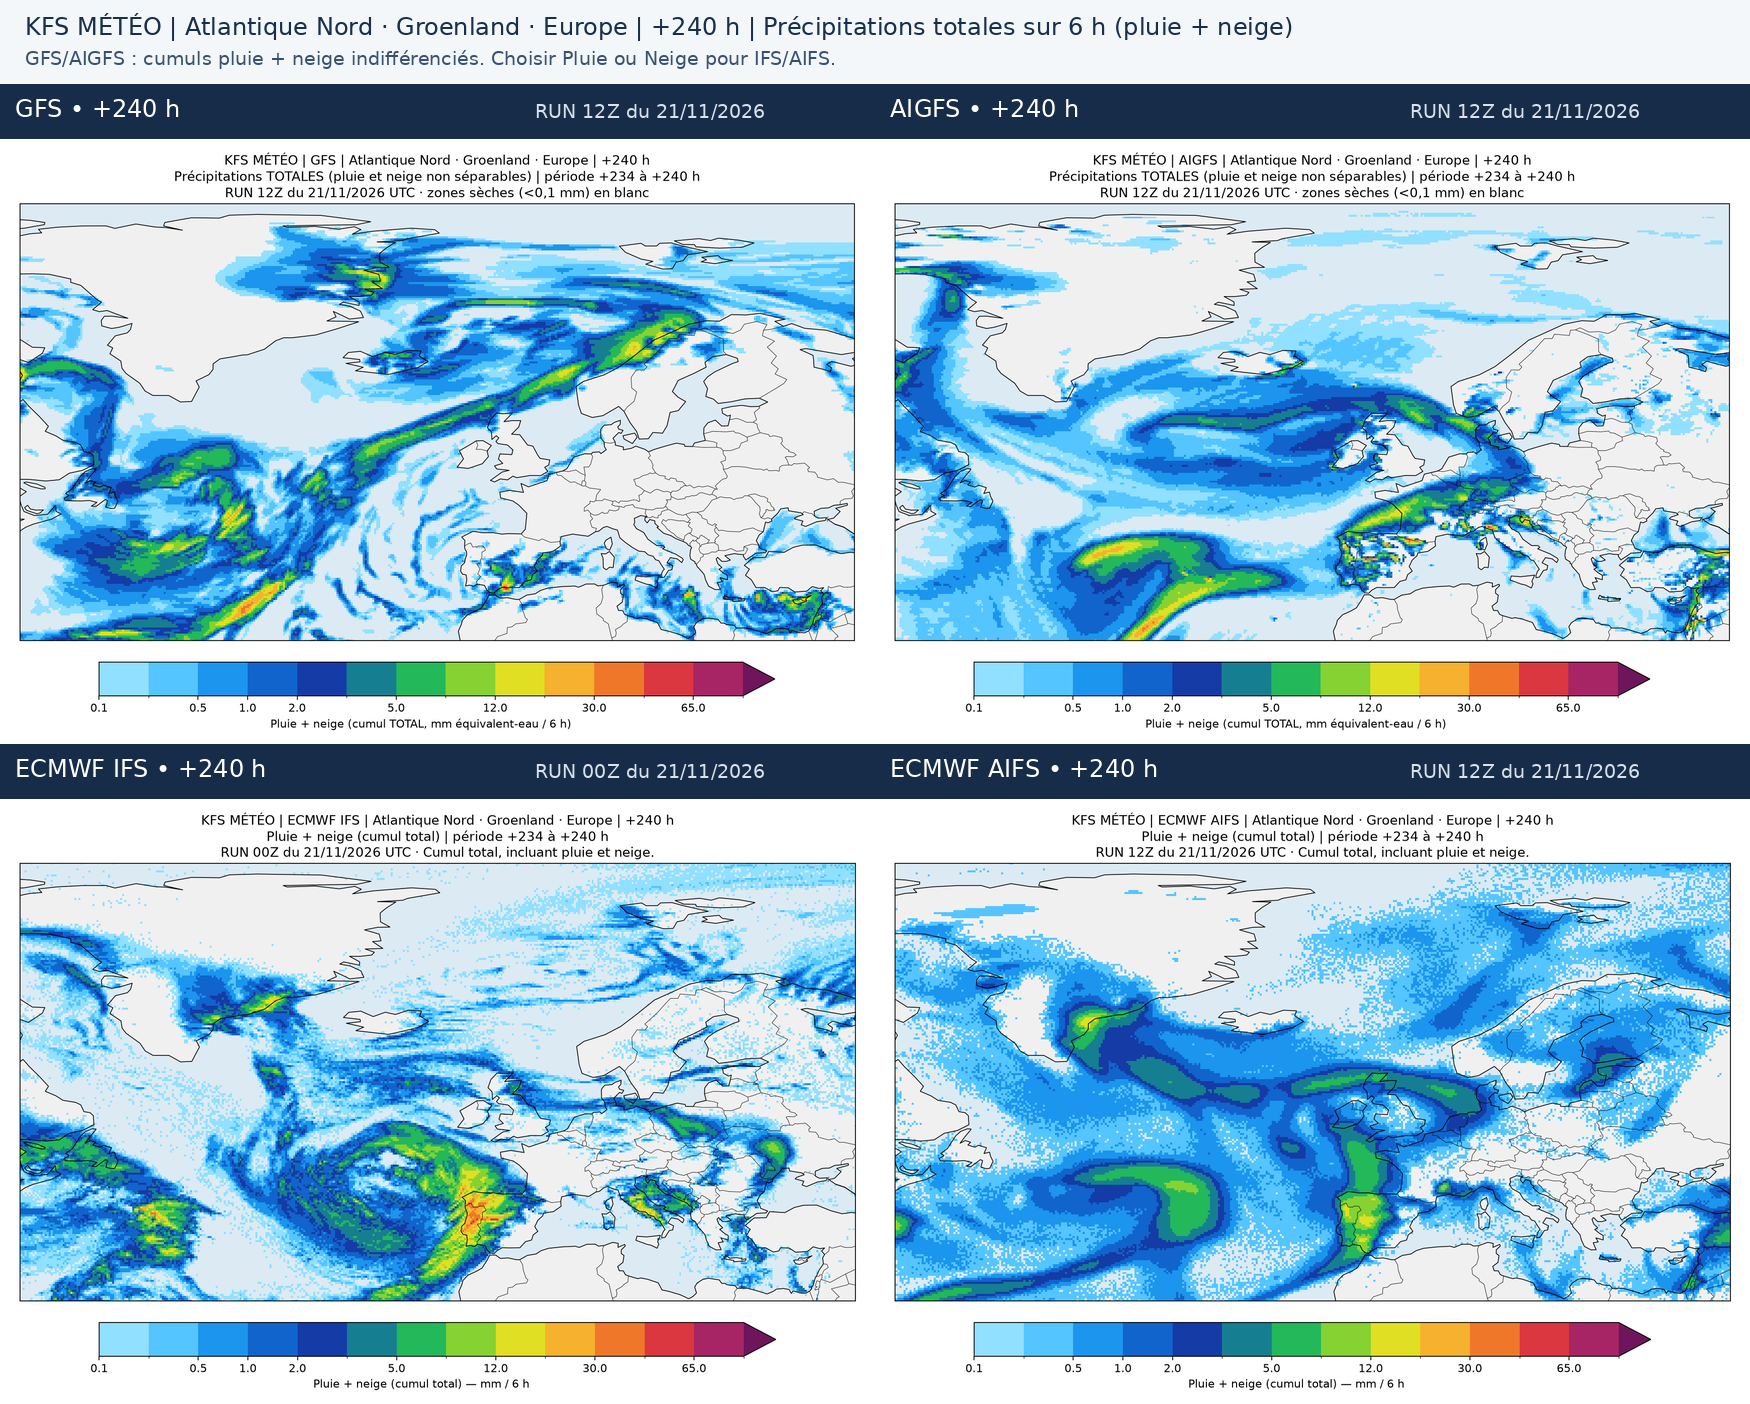 KFS MÉTÉO | Atlantique Nord · Groenland · Europe | +240 h | Précipitations totales sur 6 h (pluie + neige)
GFS/AIGFS : cumuls pluie + neige indifférenciés. Choisir Pluie ou Neige pour IFS/AIFS.
GFS • +240 h
RUN 12Z du 21/11/2026
AIGFS • +240 h
RUN 12Z du 21/11/2026
KFS MÉTÉO | GFS | Atlantique Nord · Groenland · Europe | +240 h
Précipitations TOTALES (pluie et neige non séparables) | période +234 à +240 h
RUN 12Z du 21/11/2026 UTC · zones sèches (<0,1 mm) en blanc
KFS MÉTÉO | AIGFS | Atlantique Nord · Groenland · Europe | +240 h
Précipitations TOTALES (pluie et neige non séparables) | période +234 à +240 h
RUN 12Z du 21/11/2026 UTC · zones sèches (<0,1 mm) en blanc
0.1 0.5 1.0 2.0 5.0 12.0 30.0 65.0
Pluie + neige (cumul TOTAL, mm équivalent-eau / 6 h)
0.1 0.5 1.0 2.0 5.0 12.0 30.0 65.0
Pluie + neige (cumul TOTAL, mm équivalent-eau / 6 h)
ECMWF IFS • +240 h
RUN 00Z du 21/11/2026
ECMWF AIFS • +240 h
RUN 12Z du 21/11/2026
KFS MÉTÉO | ECMWF IFS | Atlantique Nord · Groenland · Europe | +240 h
Pluie + neige (cumul total) | période +234 à +240 h
RUN 00Z du 21/11/2026 UTC · Cumul total, incluant pluie et neige.
KFS MÉTÉO | ECMWF AIFS | Atlantique Nord · Groenland · Europe | +240 h
Pluie + neige (cumul total) | période +234 à +240 h
RUN 12Z du 21/11/2026 UTC · Cumul total, incluant pluie et neige.
0.1 0.5 1.0 2.0 5.0 12.0 30.0 65.0
Pluie + neige (cumul total) — mm / 6 h
0.1 0.5 1.0 2.0 5.0 12.0 30.0 65.0
Pluie + neige (cumul total) — mm / 6 h